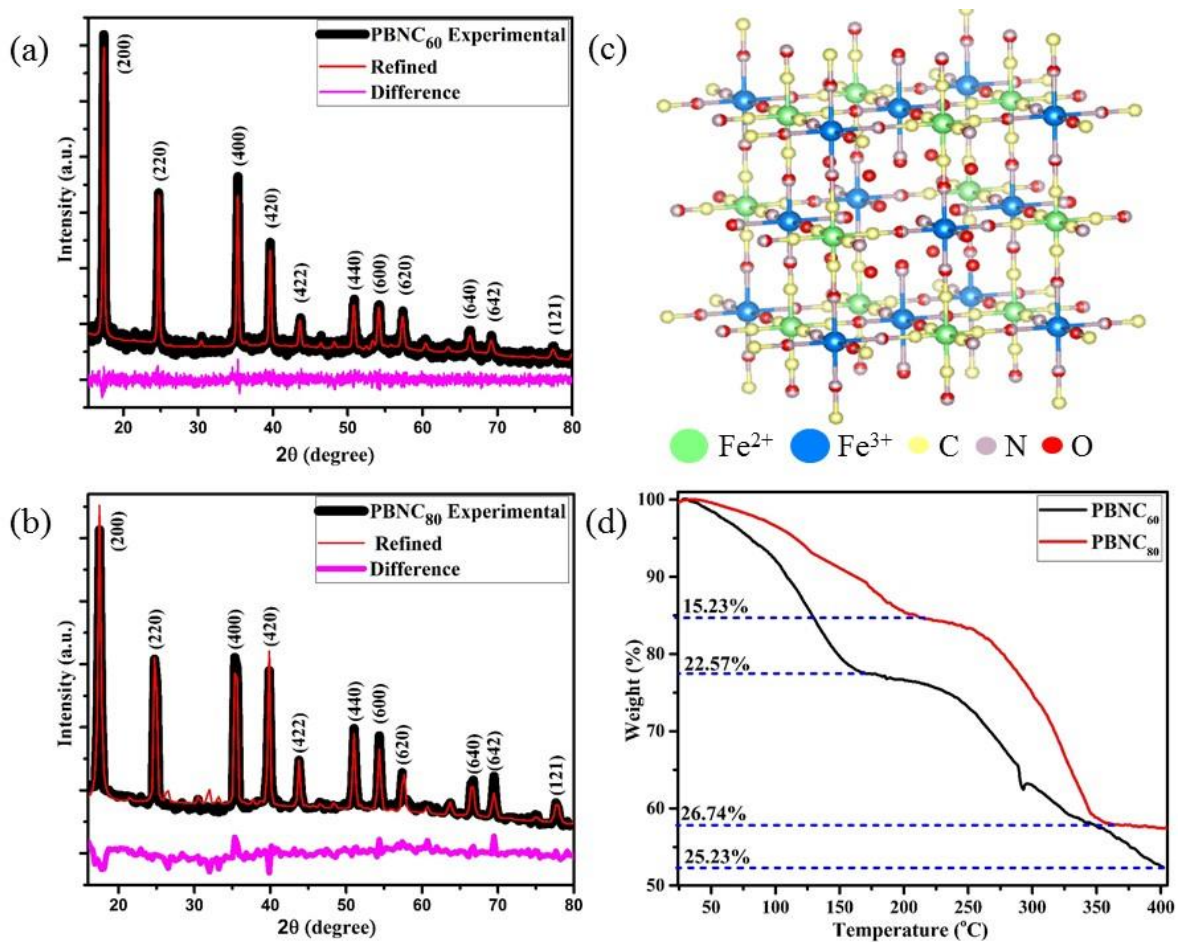 (a)
PBNC60 Experimental
Refined
Difference
(200)
(220)
(400)
(420)
(422)
(440)
(600)
(620)
(640)
(642)
(121)
Intensity (a.u.)
20 30 40 50 60 70 80
2θ (degree)
(c)
Fe2+ Fe3+ C N O
(b)
PBNC80 Experimental
Refined
Difference
(200)
(220)
(400)
(420)
(422)
(440)
(600)
(620)
(640)
(642)
(121)
Intensity (a.u.)
20 30 40 50 60 70 80
2θ (degree)
(d)
PBNC60
PBNC80
100
90
80
70
60
50
15.23%
22.57%
26.74%
25.23%
Weight (%)
50 100 150 200 250 300 350 400
Temperature (°C)